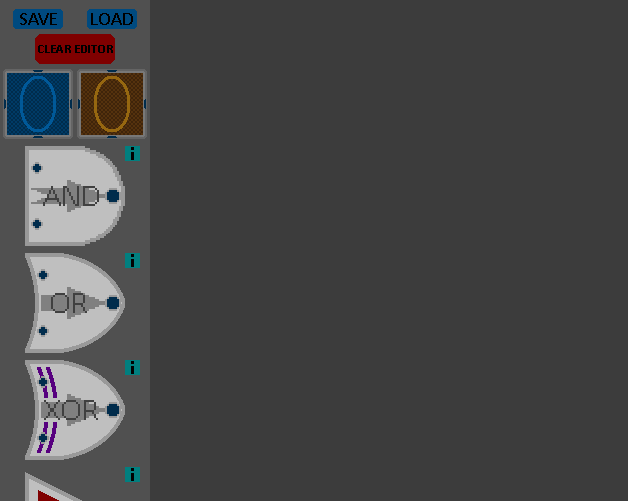 SAVE LOAD
CLEAR EDITOR
0 0
i
AND
i
OR
i
XOR
i